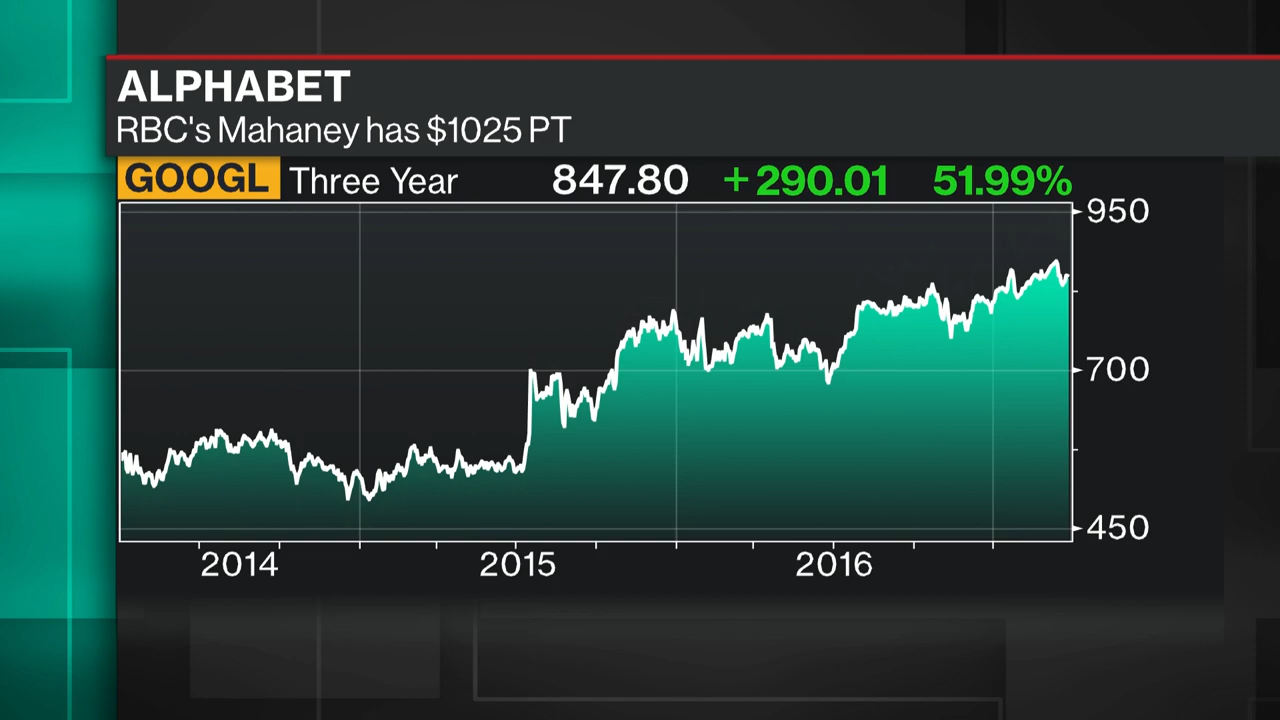 ALPHABET
RBC's Mahaney has $1025 PT
GOOGL Three Year 847.80 +290.01 51.99%
950
700
450
2014 2015 2016